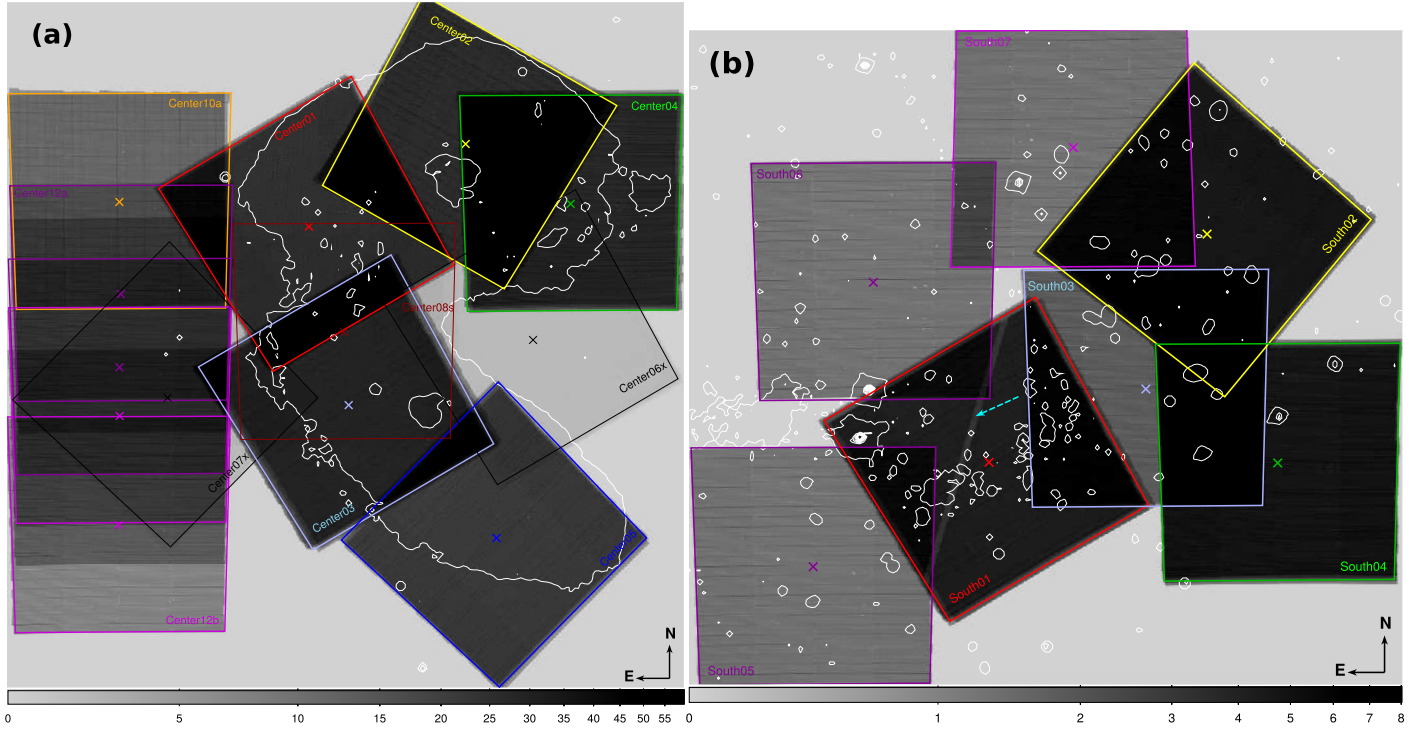 (a)
Center02
Center10a
Center04
Center01
Center12a
Center08s
Center06x
Center07x
Center03
Center12b
N
E
0 5 10 15 20 25 30 35 40 45 50 55
(b)
South07
South06
South02
South03
South01
South04
South05
N
E
0 1 2 3 4 5 6 7 8